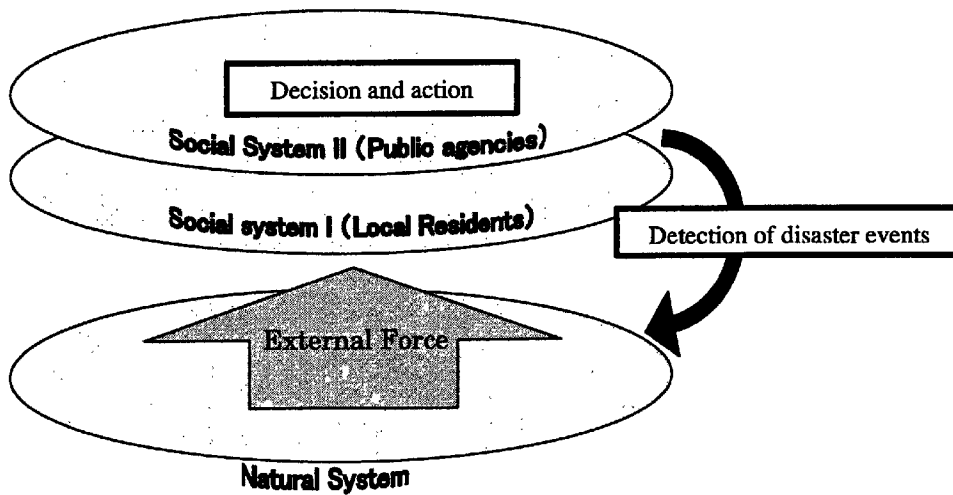 Decision and action
Social System II (Public agencies)
Social system I (Local Residents)
Detection of disaster events
External Force
Natural System